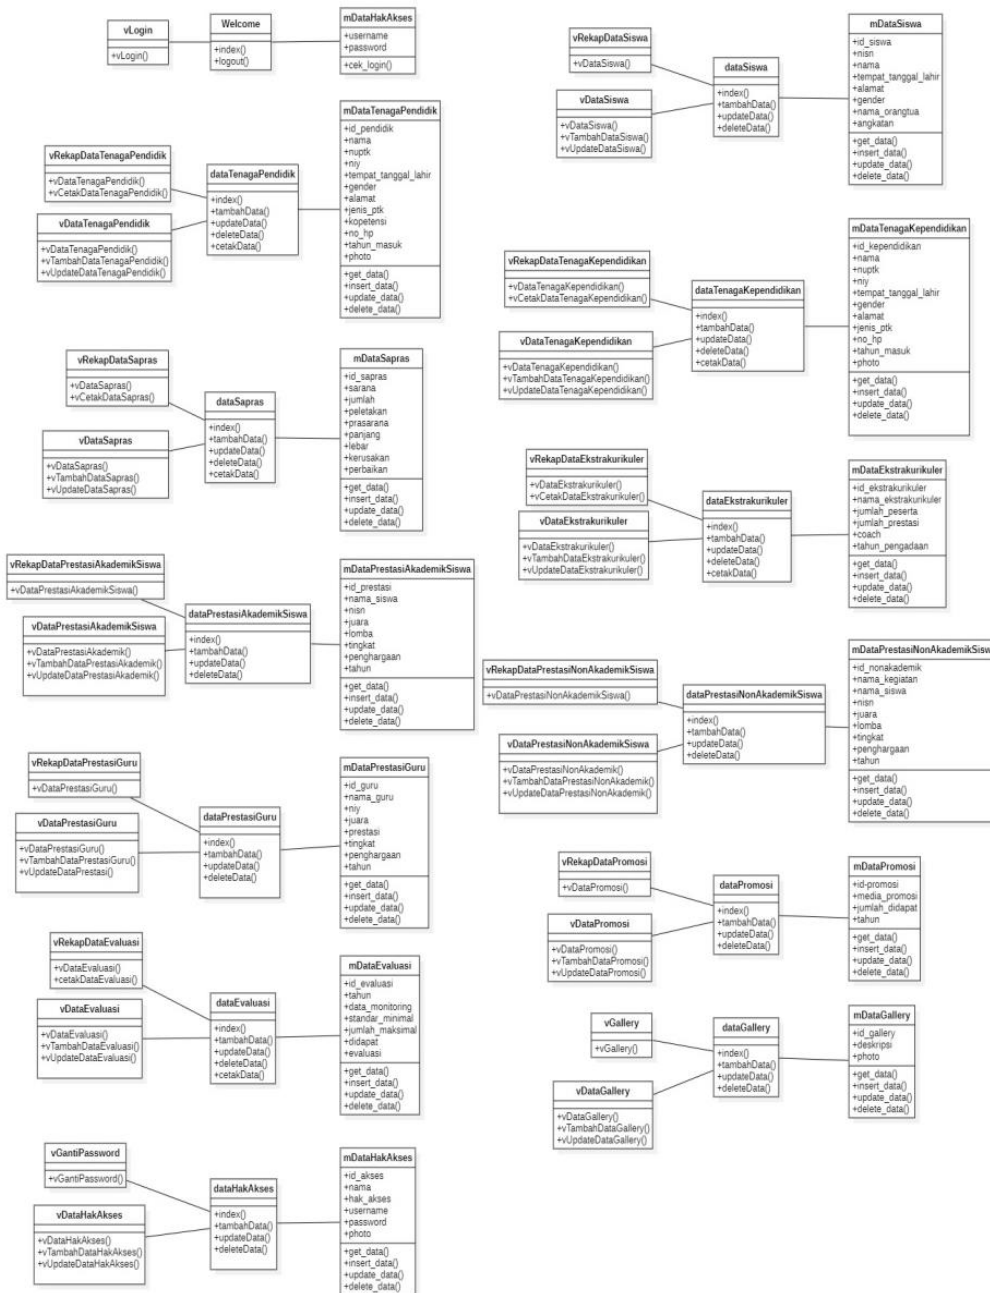 vLogin
+vLogin()
Welcome
+index()
+logout()
mDataHakAkses
+username
+password
+cek_login()
vRekapDataTenagaPendidik
+vDataTenagaPendidik()
+vCetakDataTenagaPendidik()
vDataTenagaPendidik
+vDataTenagaPendidik()
+vTambahDataTenagaPendidik()
+vUpdateDataTenagaPendidik()
dataTenagaPendidik
+index()
+tambahData()
+updateData()
+deleteData()
+cetakData()
mDataTenagaPendidik
+id_pendidik
+nama
+nuptk
+niy
+tempat_tanggal_lahir
+gender
+alamat
+jenis_ptk
+kopetensi
+no_hp
+tahun_masuk
+photo
+get_data()
+insert_data()
+update_data()
+delete_data()
vRekapDataSapras
+vDataSapras()
+vCetakDataSapras()
vDataSapras
+vDataSapras()
+vTambahDataSapras()
+vUpdateDataSapras()
dataSapras
+index()
+tambahData()
+updateData()
+deleteData()
+cetakData()
mDataSapras
+id_sapras
+sarana
+jumlah
+peletakan
+prasarana
+panjang
+lebar
+kerusakan
+perbaikan
+get_data()
+insert_data()
+update_data()
+delete_data()
vRekapDataPrestasiAkademikSiswa
+vDataPrestasiAkademikSiswa()
vDataPrestasiAkademikSiswa
+vDataPrestasiAkademik()
+vTambahDataPrestasiAkademik()
+vUpdateDataPrestasiAkademik()
dataPrestasiAkademikSiswa
+index()
+tambahData()
+updateData()
+deleteData()
mDataPrestasiAkademikSiswa
+id_prestasi
+nama_siswa
+nisn
+juara
+lomba
+tingkat
+penghargaan
+tahun
+get_data()
+insert_data()
+update_data()
+delete_data()
vRekapDataPrestasiGuru
+vDataPrestasiGuru()
vDataPrestasiGuru
+vDataPrestasiGuru()
+vTambahDataPrestasiGuru()
+vUpdateDataPrestasi()
dataPrestasiGuru
+index()
+tambahData()
+updateData()
+deleteData()
mDataPrestasiGuru
+id_guru
+nama_guru
+niy
+juara
+prestasi
+tingkat
+penghargaan
+tahun
+get_data()
+insert_data()
+update_data()
+delete_data()
vRekapDataEvaluasi
+vDataEvaluasi()
+cetakDataEvaluasi()
vDataEvaluasi
+vDataEvaluasi()
+vTambahDataEvaluasi()
+vUpdateDataEvaluasi()
dataEvaluasi
+index()
+tambahData()
+updateData()
+deleteData()
+cetakData()
mDataEvaluasi
+id_evaluasi
+tahun
+data_monitoring
+standar_minimal
+jumlah_maksimal
+didapat
+evaluasi
+get_data()
+insert_data()
+update_data()
+delete_data()
vGantiPassword
+vGantiPassword()
vDataHakAkses
+vDataHakAkses()
+vTambahDataHakAkses()
+vUpdateDataHakAkses()
dataHakAkses
+index()
+tambahData()
+updateData()
+deleteData()
mDataHakAkses
+id_akses
+nama
+hak_akses
+username
+password
+photo
+get_data()
+insert_data()
+update_data()
+delete_data()
vRekapDataSiswa
+vDataSiswa()
vDataSiswa
+vDataSiswa()
+vTambahDataSiswa()
+vUpdateDataSiswa()
dataSiswa
+index()
+tambahData()
+updateData()
+deleteData()
mDataSiswa
+id_siswa
+nisn
+nama
+tempat_tanggal_lahir
+alamat
+gender
+nama_orangtua
+angkatan
+get_data()
+insert_data()
+update_data()
+delete_data()
vRekapDataTenagaKependidikan
+vDataTenagaKependidikan()
+vCetakDataTenagaKependidikan()
vDataTenagaKependidikan
+vDataTenagaKependidikan()
+vTambahDataTenagaKependidikan()
+vUpdateDataTenagaKependidikan()
dataTenagaKependidikan
+index()
+tambahData()
+updateData()
+deleteData()
+cetakData()
mDataTenagaKependidikan
+id_kependidikan
+nama
+nuptk
+niy
+tempat_tanggal_lahir
+gender
+alamat
+jenis_ptk
+no_hp
+tahun_masuk
+photo
+get_data()
+insert_data()
+update_data()
+delete_data()
vRekapDataEkstrakurikuler
+vDataEkstrakurikuler()
+vCetakDataEkstrakurikuler()
vDataEkstrakurikuler
+vDataEkstrakurikuler()
+vTambahDataEkstrakurikuler()
+vUpdateDataEkstrakurikuler()
dataEkstrakurikuler
+index()
+tambahData()
+updateData()
+deleteData()
+cetakData()
mDataEkstrakurikuler
+id_ekstrakurikuler
+nama_ekstrakurikuler
+jumlah_peserta
+jumlah_prestasi
+coach
+tahun_pengadaan
+get_data()
+insert_data()
+update_data()
+delete_data()
vRekapDataPrestasiNonAkademikSiswa
+vDataPrestasiNonAkademikSiswa()
vDataPrestasiNonAkademikSiswa
+vDataPrestasiNonAkademik()
+vTambahDataPrestasiNonAkademik()
+vUpdateDataPrestasiNonAkademik()
dataPrestasiNonAkademikSiswa
+index()
+tambahData()
+updateData()
+deleteData()
mDataPrestasiNonAkademikSisw
+id_nonakademik
+nama_kegiatan
+nama_siswa
+nisn
+juara
+lomba
+tingkat
+penghargaan
+tahun
+get_data()
+insert_data()
+update_data()
+delete_data()
vRekapDataPromosi
+vDataPromosi()
vDataPromosi
+vDataPromosi()
+vTambahDataPromosi()
+vUpdateDataPromosi()
dataPromosi
+index()
+tambahData()
+updateData()
+deleteData()
mDataPromosi
+id-promosi
+media_promosi
+jumlah_didapat
+tahun
+get_data()
+insert_data()
+update_data()
+delete_data()
vGallery
+vGallery()
vDataGallery
+vDataGallery()
+vTambahDataGallery()
+vUpdateDataGallery()
dataGallery
+index()
+tambahData()
+updateData()
+deleteData()
mDataGallery
+id_gallery
+deskripsi
+photo
+get_data()
+insert_data()
+update_data()
+delete_data()